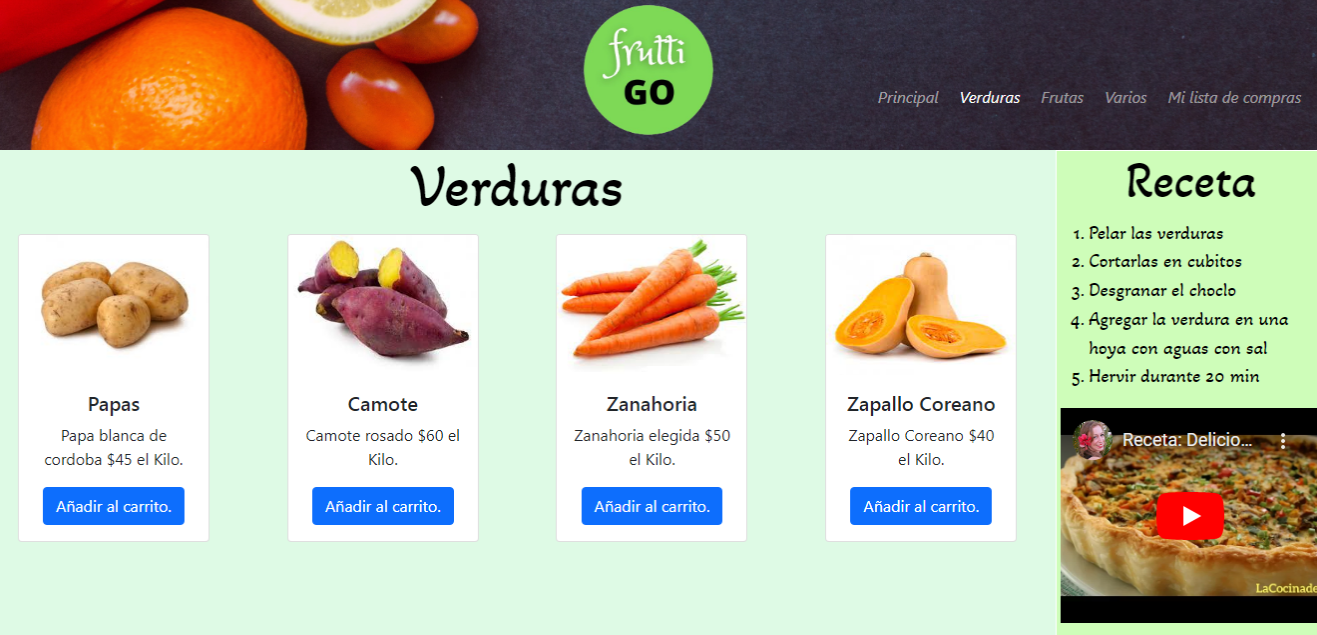 frutti
GO
Principal Verduras Frutas Varios Mi lista de compras
Verduras
Papas
Papa blanca de
cordoba $45 el Kilo.
Añadir al carrito.
Camote
Camote rosado $60 el
Kilo.
Añadir al carrito.
Zanahoria
Zanahoria elegida $50
el Kilo.
Añadir al carrito.
Zapallo Coreano
Zapallo Coreano $40
el Kilo.
Añadir al carrito.
Receta
1. Pelar las verduras
2. Cortarlas en cubitos
3. Desgranar el choclo
4. Agregar la verdura en una
hoya con aguas con sal
5. Hervir durante 20 min
Receta: Delicio...
LaCocinade